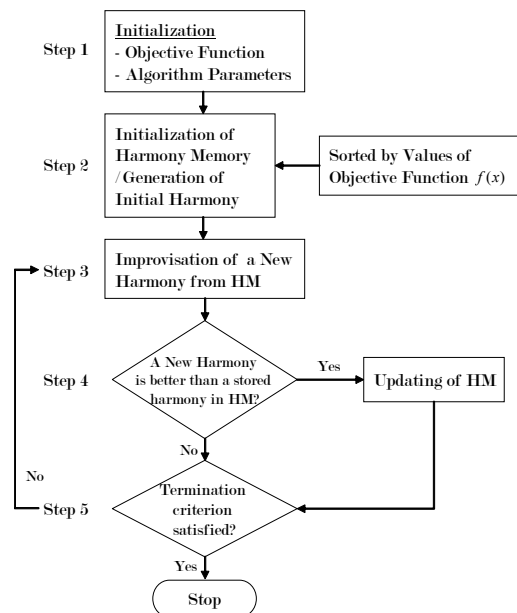 Step 1
Initialization
- Objective Function
- Algorithm Parameters
Step 2
Initialization of
Harmony Memory
/Generation of
Initial Harmony
Sorted by Values of
Objective Function f(x)
Step 3
Improvisation of a New
Harmony from HM
Step 4
A New Harmony
is better than a stored
harmony in HM?
Yes
Updating of HM
No
No
Step 5
Termination
criterion
satisfied?
Yes
Stop